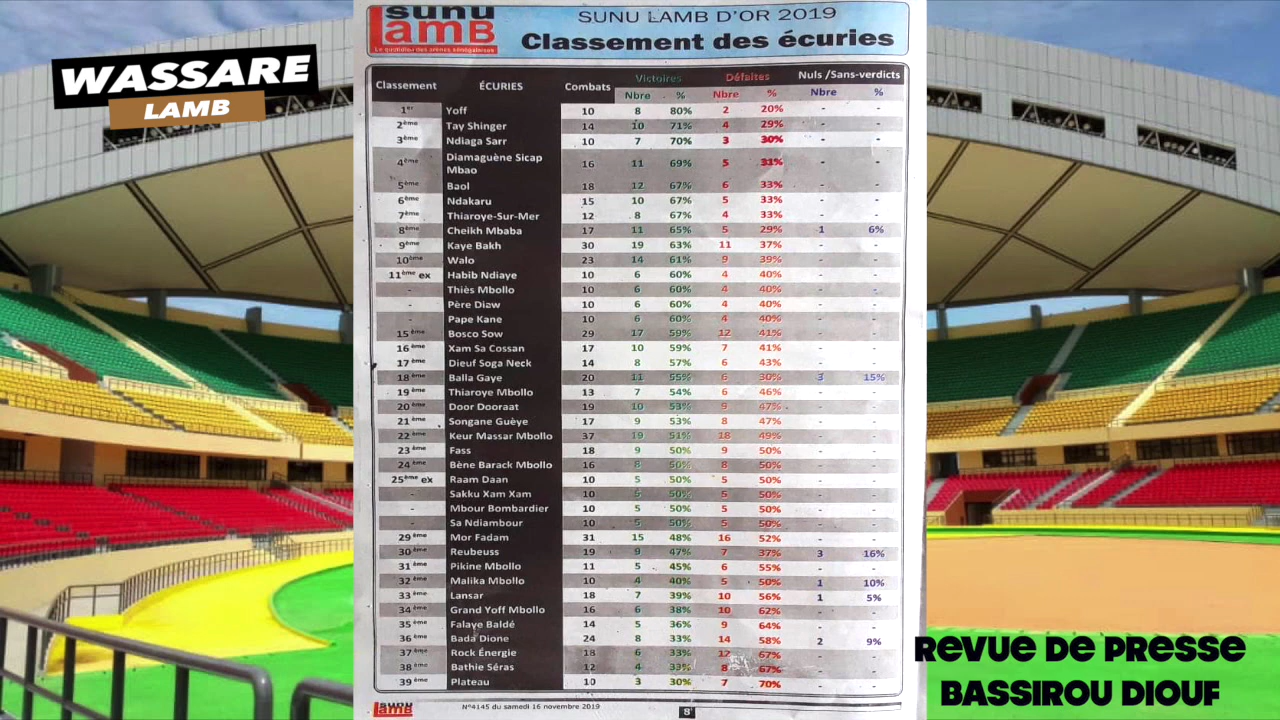 WASSARE
LAMB
sunu
lamB
Le quotidien des arènes sénégalaises
SUNU LAMB D'OR 2019
Classement des écuries
Classement ÉCURIES Combats Victoires Défaites Nuls /Sans-verdicts
Nbre % Nbre % Nbre %
1er Yoff 10 8 80% 2 20% - -
2ème Tay Shinger 14 10 71% 4 29% - -
3ème Ndiaga Sarr 10 7 70% 3 30% - -
4ème Diamaguène Sicap Mbao 16 11 69% 5 31% - -
5ème Baol 18 12 67% 6 33% - -
6ème Ndakaru 15 10 67% 5 33% - -
7ème Thiaroye-Sur-Mer 12 8 67% 4 33% - -
8ème Cheikh Mbaba 17 11 65% 5 29% 1 6%
9ème Kaye Bakh 30 19 63% 11 37% - -
10ème Walo 23 14 61% 9 39% - -
11ème ex Habib Ndiaye 10 6 60% 4 40% - -
- Thiès Mbollo 10 6 60% 4 40% - -
- Père Diaw 10 6 60% 4 40% - -
- Pape Kane 10 6 60% 4 40% - -
15ème Bosco Sow 29 17 59% 12 41% - -
16ème Xam Sa Cossan 17 10 59% 7 41% - -
17ème Dieuf Soga Neck 14 8 57% 6 43% - -
18ème Balla Gaye 20 11 55% 6 30% 3 15%
19ème Thiaroye Mbollo 13 7 54% 6 46% - -
20ème Door Dooraat 19 10 53% 9 47% - -
21ème Songane Guèye 17 9 53% 8 47% - -
22ème Keur Massar Mbollo 37 19 51% 18 49% - -
23ème Fass 18 9 50% 9 50% - -
24ème Bène Barack Mbollo 16 8 50% 8 50% - -
25ème ex Raam Daan 10 5 50% 5 50% - -
- Sakku Xam Xam 10 5 50% 5 50% - -
- Mbour Bombardier 10 5 50% 5 50% - -
- Sa Ndiambour 10 5 50% 5 50% - -
29ème Mor Fadam 31 15 48% 16 52% - -
30ème Reubeuss 19 9 47% 7 37% 3 16%
31ème Pikine Mbollo 11 5 45% 6 55% - -
32ème Malika Mbollo 10 4 40% 5 50% 1 10%
33ème Lansar 18 7 39% 10 56% 1 5%
34ème Grand Yoff Mbollo 16 6 38% 10 62% - -
35ème Falaye Baldé 14 5 36% 9 64% - -
36ème Bada Dione 24 8 33% 14 58% 2 9%
37ème Rock Énergie 18 6 33% 12 67% - -
38ème Bathie Séras 12 4 33% 8 67% - -
39ème Plateau 10 3 30% 7 70% - -
sunu
lamB
N°4145 du samedi 16 novembre 2019
8
Revue de Presse
BASSIROU DIOUF